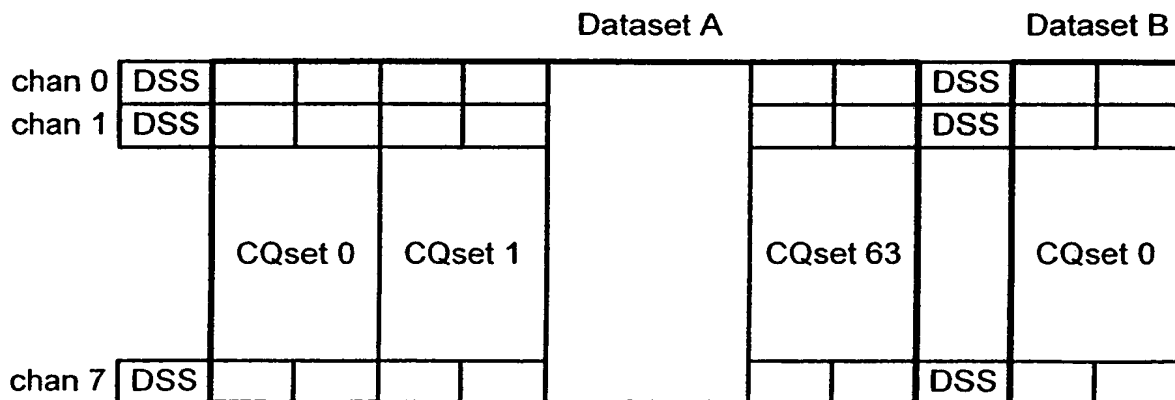 Dataset A Dataset B
chan 0 DSS DSS
chan 1 DSS DSS
CQset 0 CQset 1 CQset 63 CQset 0
chan 7 DSS DSS